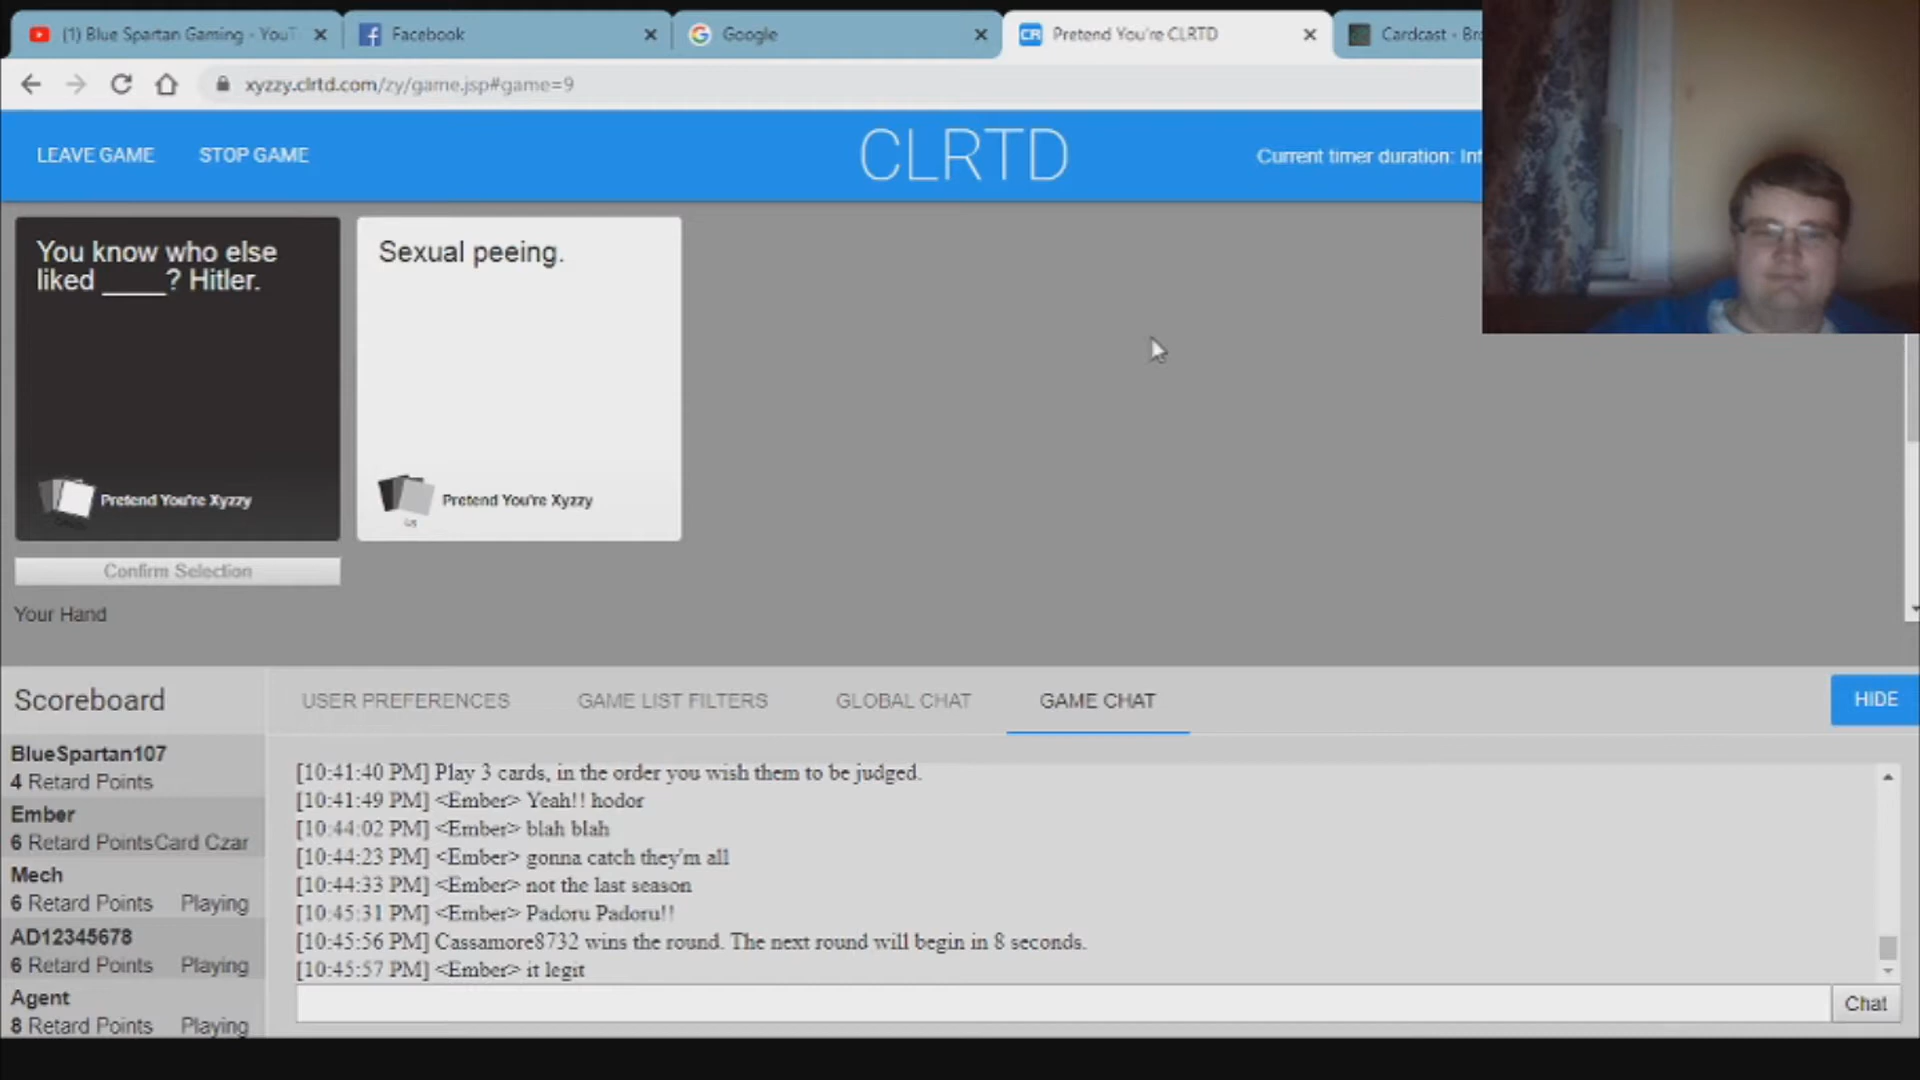 (1) Blue Spartan Gaming - YouT
Facebook
Google
Pretend You're CLRTD
Cardcast - Bro
xyzzy.clrtd.com/zy/game.jsp#game=9
LEAVE GAME
STOP GAME
CLRTD
Current timer duration: Inf
You know who else
liked ____? Hitler.
Pretend You're Xyzzy
Sexual peeing.
Pretend You're Xyzzy
US
Confirm Selection
Your Hand
Scoreboard
USER PREFERENCES
GAME LIST FILTERS
GLOBAL CHAT
GAME CHAT
HIDE
BlueSpartan107
4 Retard Points
Ember
6 Retard PointsCard Czar
Mech
6 Retard Points Playing
AD12345678
6 Retard Points Playing
Agent
8 Retard Points Playing
[10:41:40 PM] Play 3 cards, in the order you wish them to be judged.
[10:41:49 PM] <Ember> Yeah!! hodor
[10:44:02 PM] <Ember> blah blah
[10:44:23 PM] <Ember> gonna catch they'm all
[10:44:33 PM] <Ember> not the last season
[10:45:31 PM] <Ember> Padoru Padoru!!
[10:45:56 PM] Cassamore8732 wins the round. The next round will begin in 8 seconds.
[10:45:57 PM] <Ember> it legit
Chat